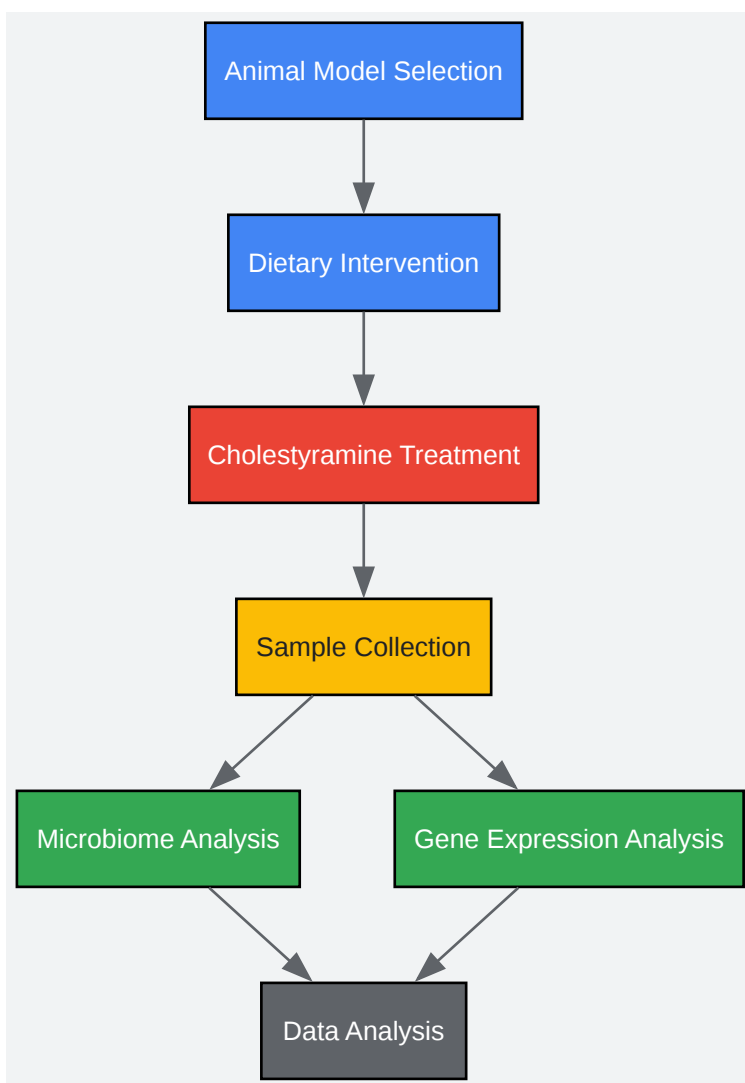 Animal Model Selection
Dietary Intervention
Cholestyramine Treatment
Sample Collection
Microbiome Analysis
Gene Expression Analysis
Data Analysis